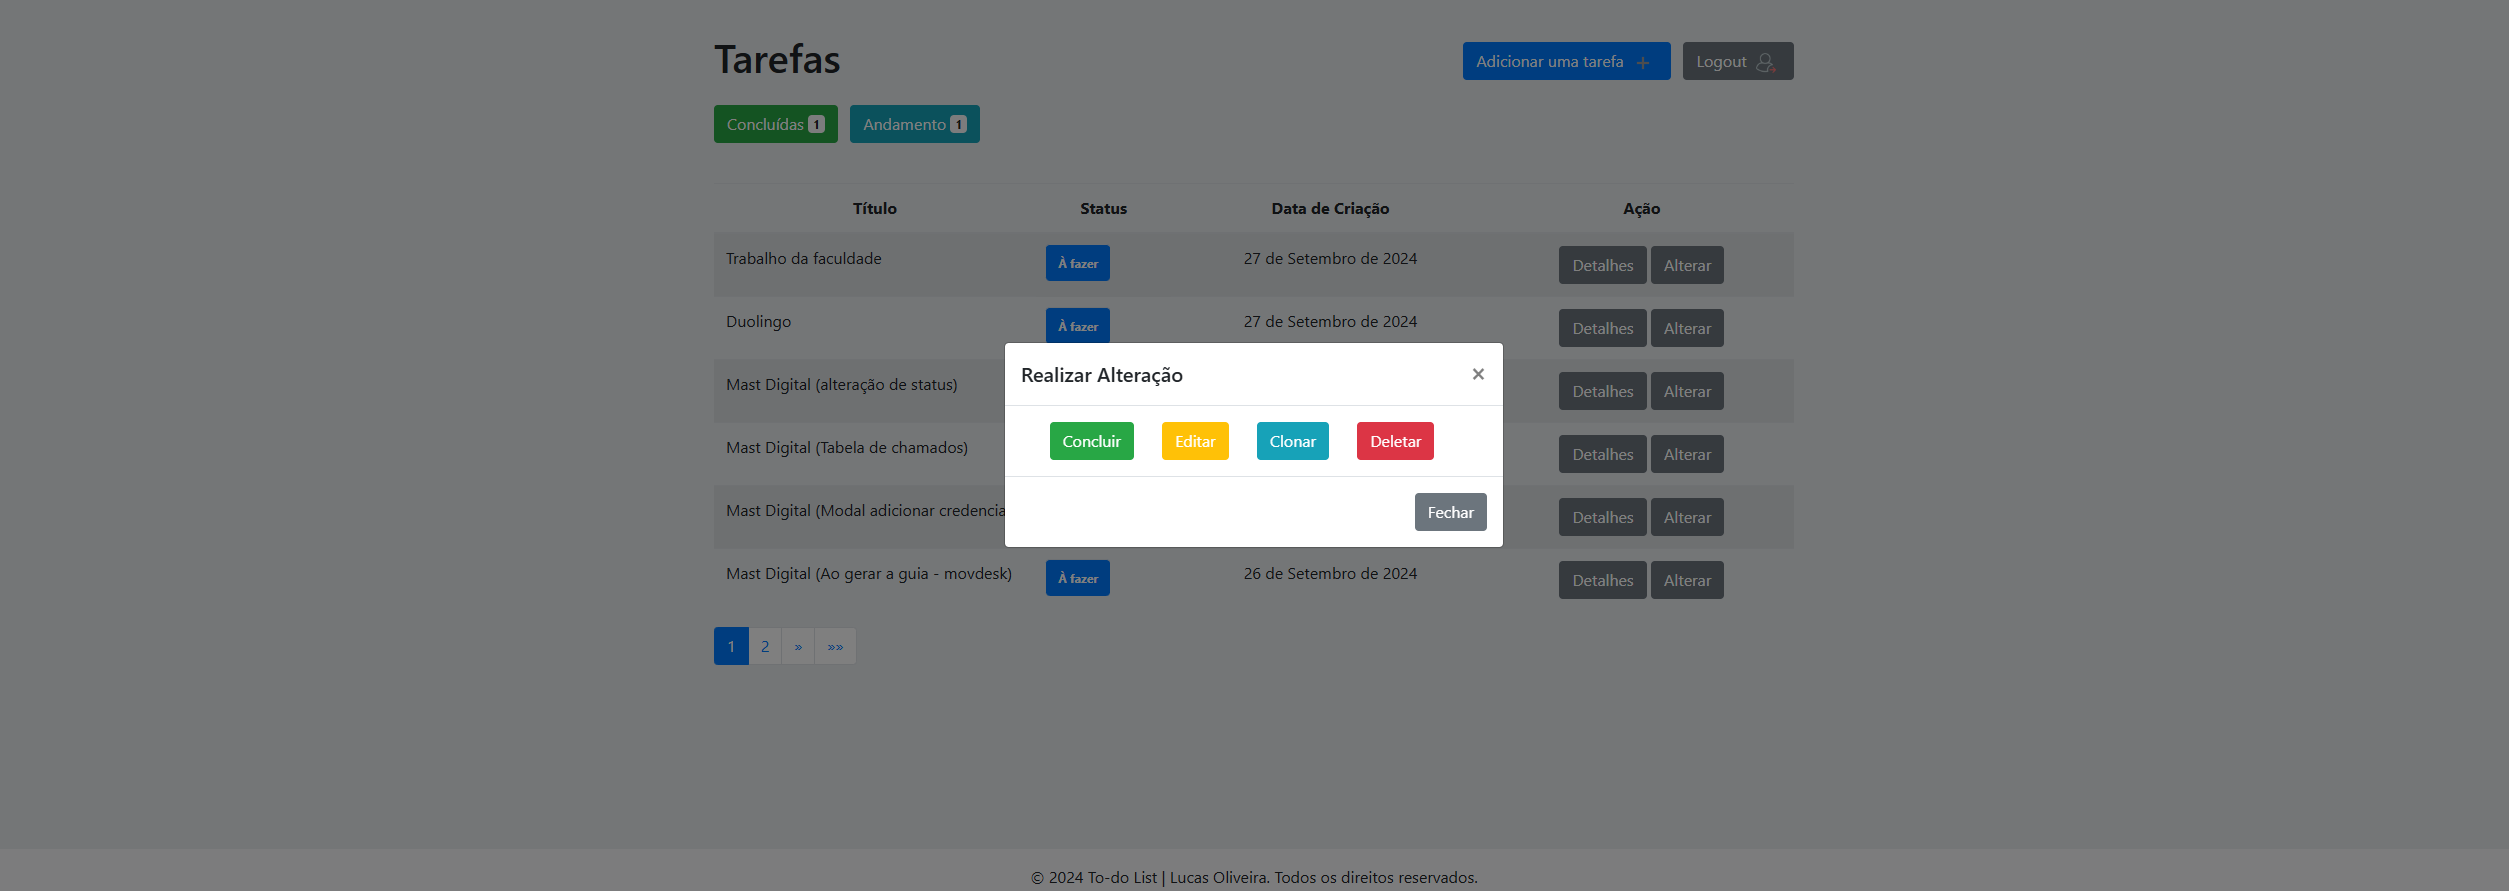 Tarefas
Adicionar uma tarefa +
Logout
Concluídas 1
Andamento 1
Título Status Data de Criação Ação
Trabalho da faculdade À fazer 27 de Setembro de 2024 Detalhes Alterar
Duolingo À fazer 27 de Setembro de 2024 Detalhes Alterar
Mast Digital (alteração de status) Detalhes Alterar
Mast Digital (Tabela de chamados) Detalhes Alterar
Mast Digital (Modal adicionar credencia Detalhes Alterar
Mast Digital (Ao gerar a guia - movdesk) À fazer 26 de Setembro de 2024 Detalhes Alterar
Realizar Alteração ×
Concluir Editar Clonar Deletar
Fechar
1 2 » »»
© 2024 To-do List | Lucas Oliveira. Todos os direitos reservados.